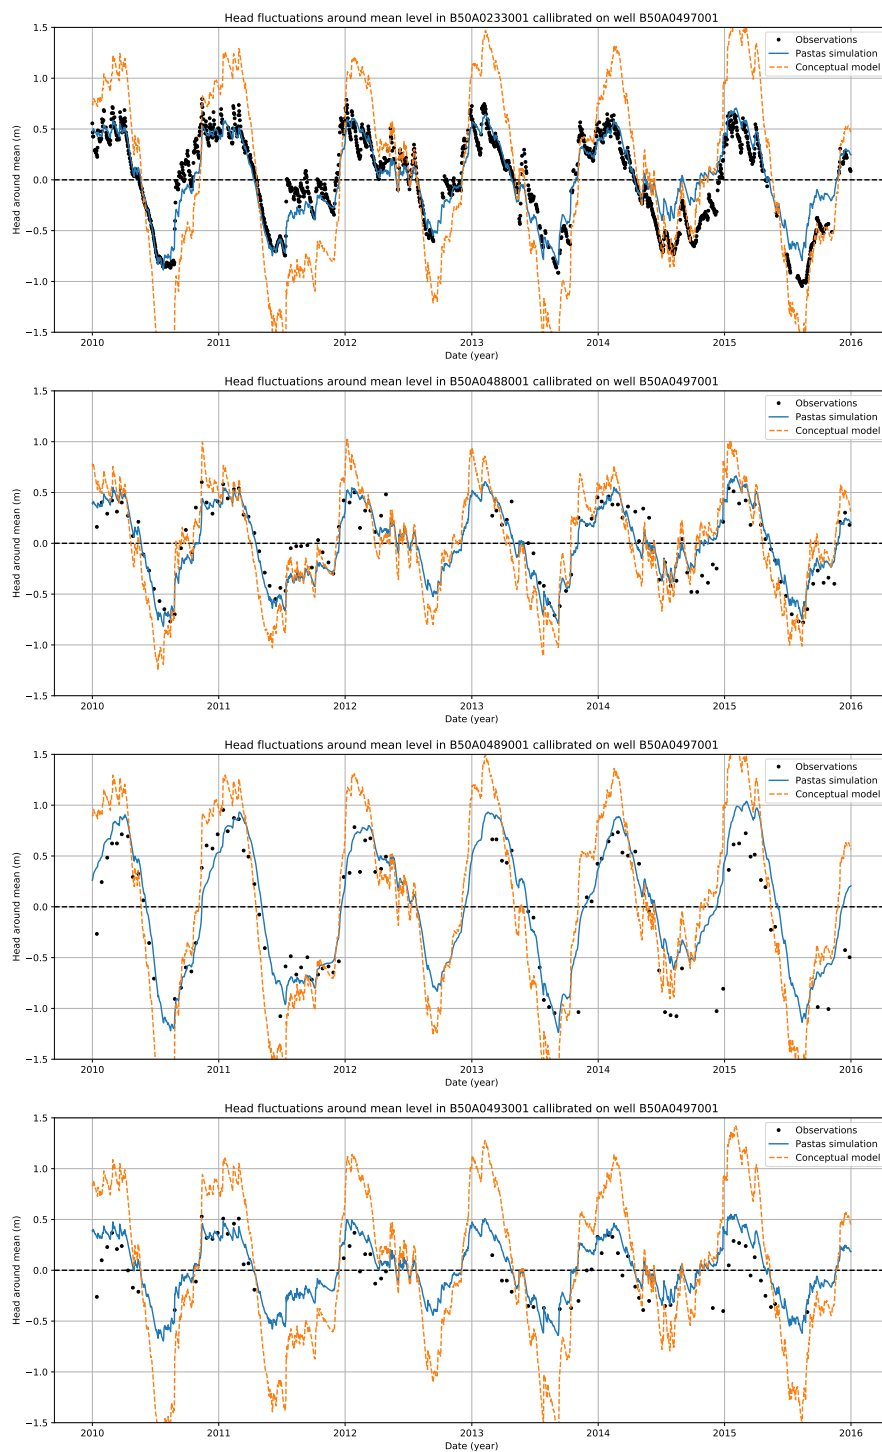 Head fluctuations around mean level in B50A0233001 callibrated on well B50A0497001
Observations
Pastas simulation
Conceptual model
Head around mean (m)
1.5
1.0
0.5
0.0
−0.5
−1.0
−1.5
2010 2011 2012 2013 2014 2015 2016
Date (year)
Head fluctuations around mean level in B50A0488001 callibrated on well B50A0497001
Observations
Pastas simulation
Conceptual model
Head around mean (m)
1.5
1.0
0.5
0.0
−0.5
−1.0
−1.5
2010 2011 2012 2013 2014 2015 2016
Date (year)
Head fluctuations around mean level in B50A0489001 callibrated on well B50A0497001
Observations
Pastas simulation
Conceptual model
Head around mean (m)
1.5
1.0
0.5
0.0
−0.5
−1.0
−1.5
2010 2011 2012 2013 2014 2015 2016
Date (year)
Head fluctuations around mean level in B50A0493001 callibrated on well B50A0497001
Observations
Pastas simulation
Conceptual model
Head around mean (m)
1.5
1.0
0.5
0.0
−0.5
−1.0
−1.5
2010 2011 2012 2013 2014 2015 2016
Date (year)